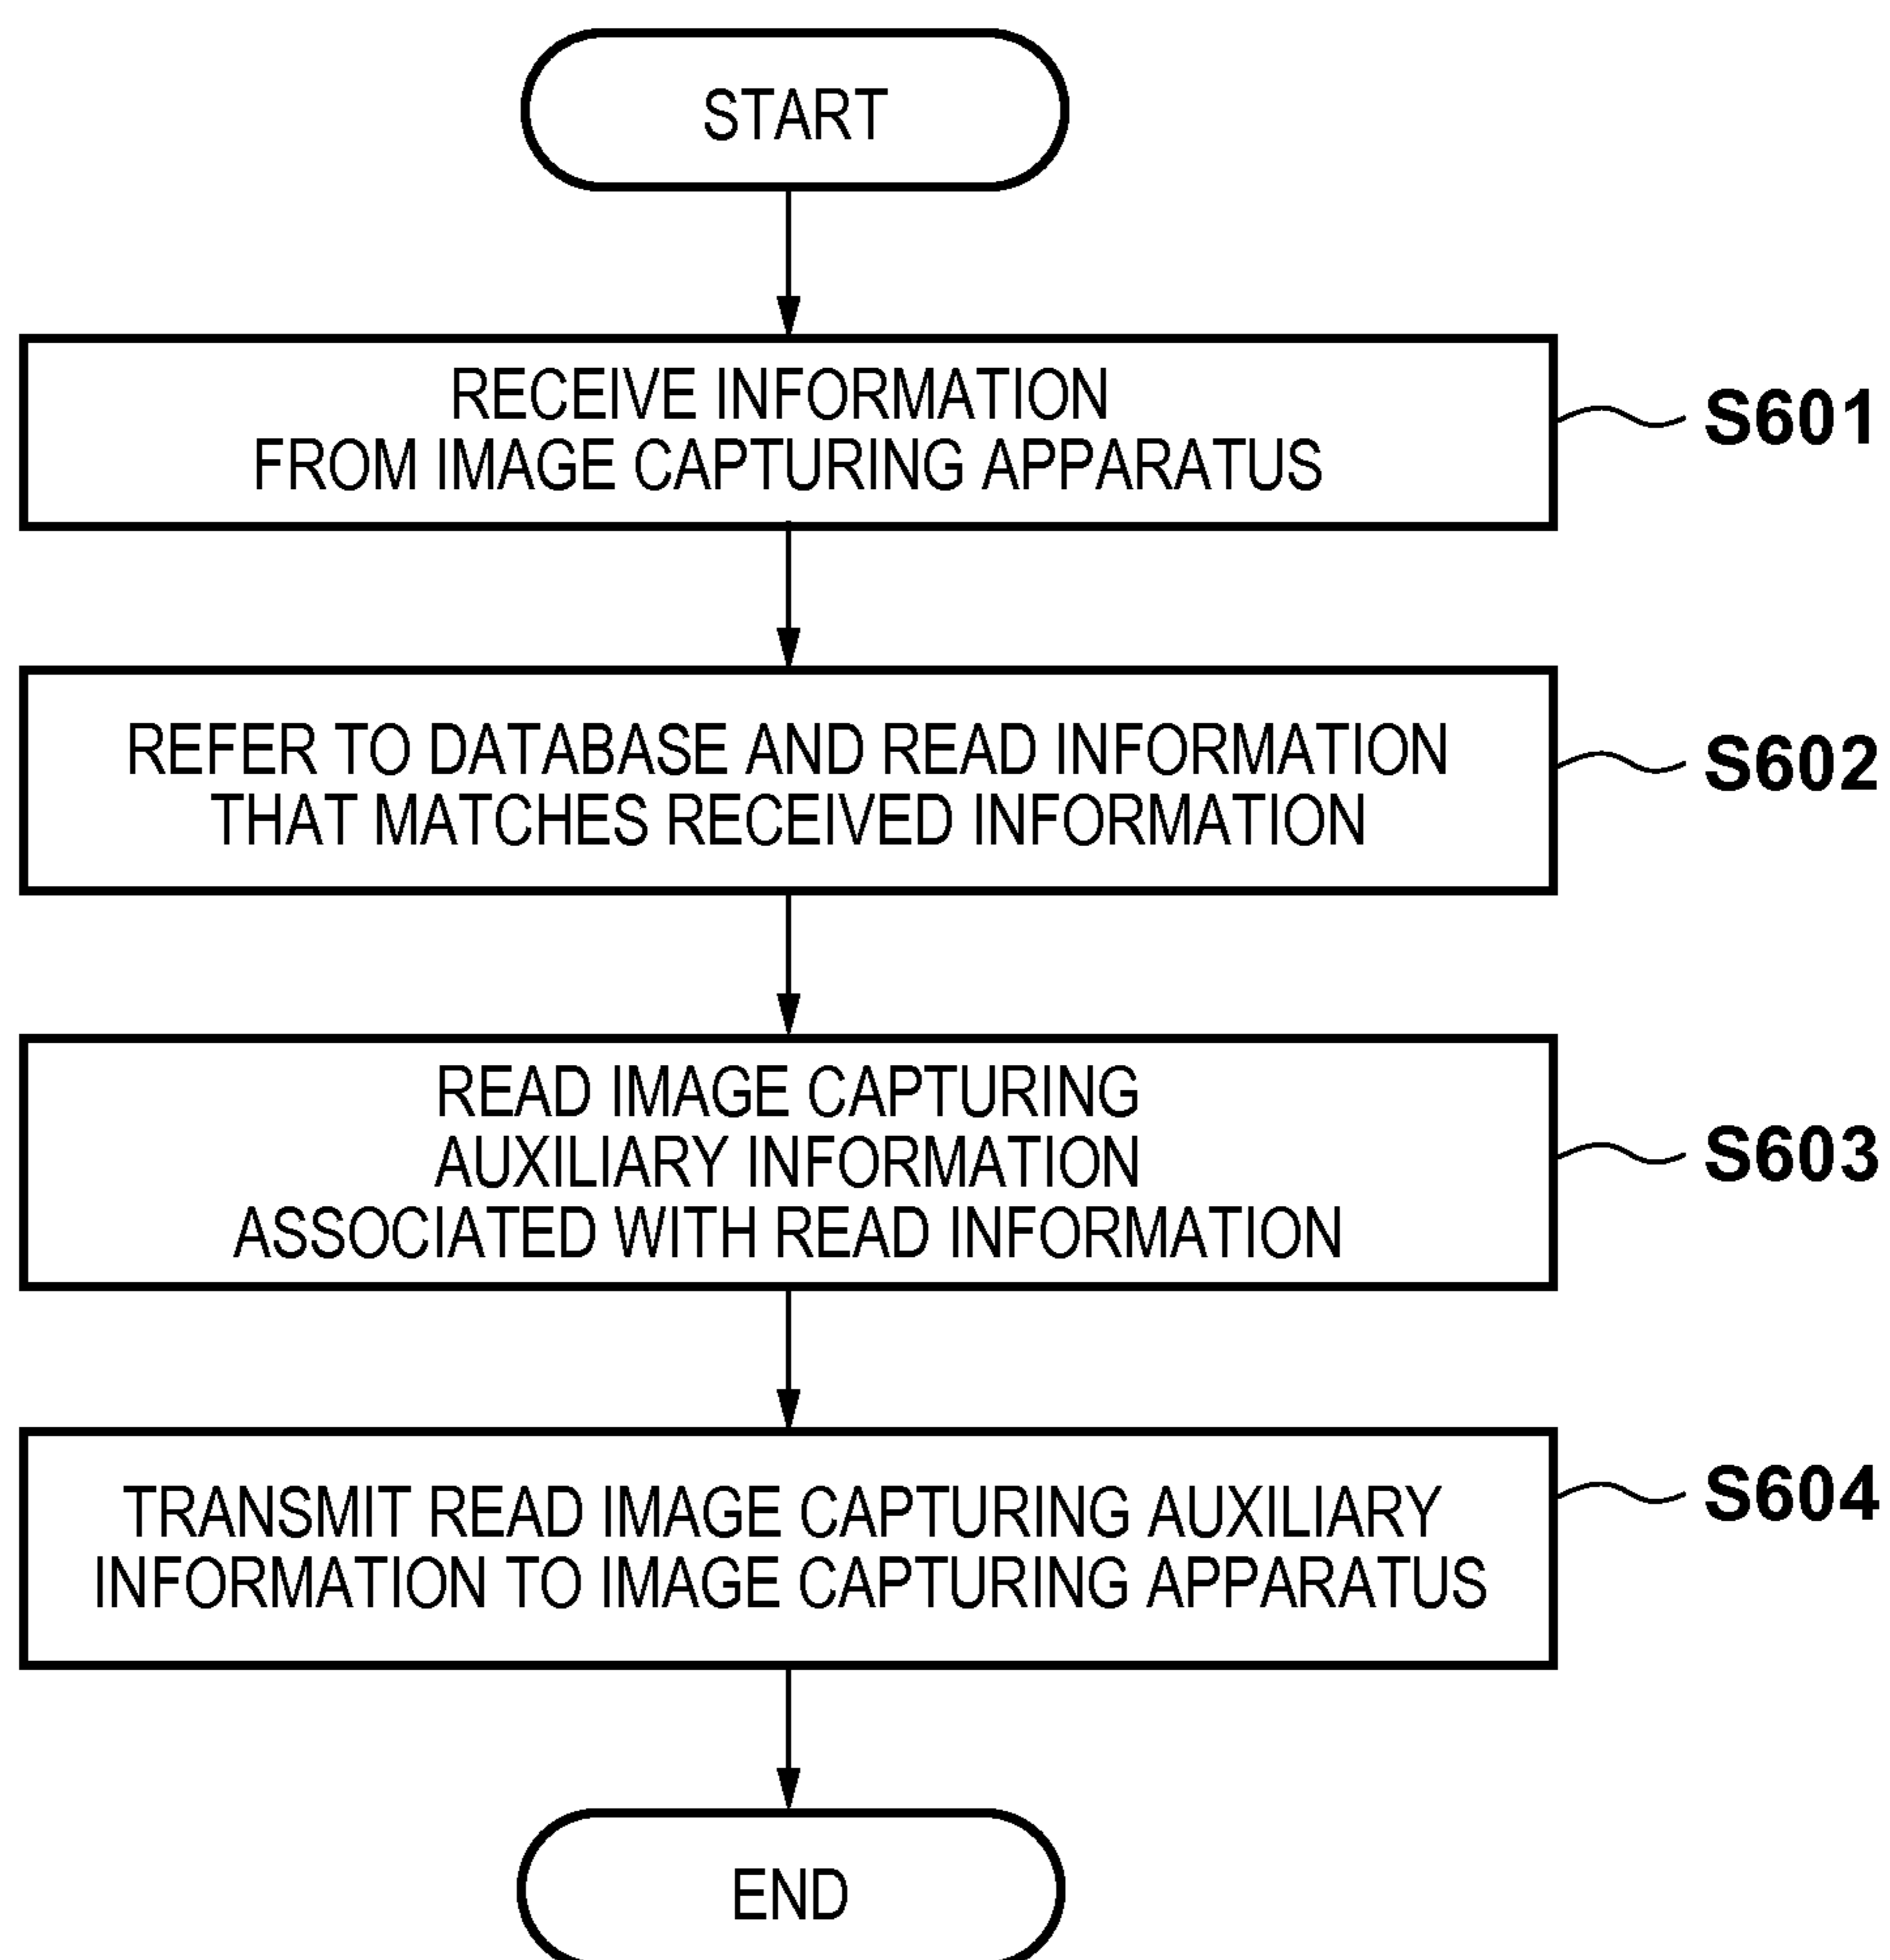 START
RECEIVE INFORMATION
FROM IMAGE CAPTURING APPARATUS
S601
REFER TO DATABASE AND READ INFORMATION
THAT MATCHES RECEIVED INFORMATION
S602
READ IMAGE CAPTURING
AUXILIARY INFORMATION
ASSOCIATED WITH READ INFORMATION
S603
TRANSMIT READ IMAGE CAPTURING AUXILIARY
INFORMATION TO IMAGE CAPTURING APPARATUS
S604
END